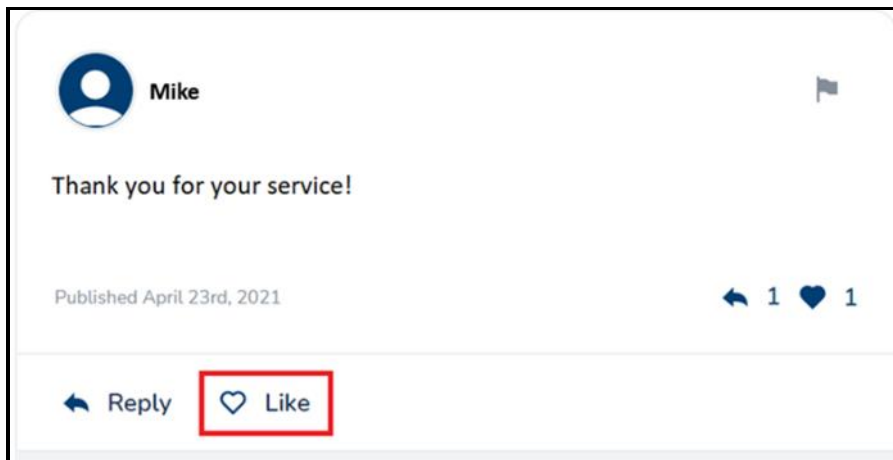 Mike
Thank you for your service!
Published April 23rd, 2021 1 1
Reply Like